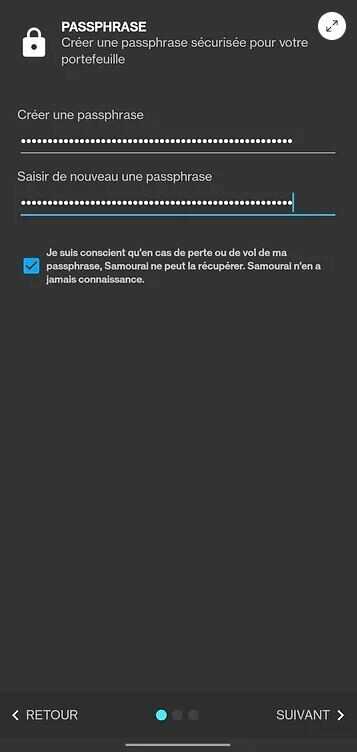 PASSPHRASE
Créer une passphrase sécurisée pour votre
portefeuille
Créer une passphrase
Saisir de nouveau une passphrase
Je suis conscient qu'en cas de perte ou de vol de ma
passphrase, Samourai ne peut la récupérer. Samourai n'en a
jamais connaissance.
RETOUR
SUIVANT